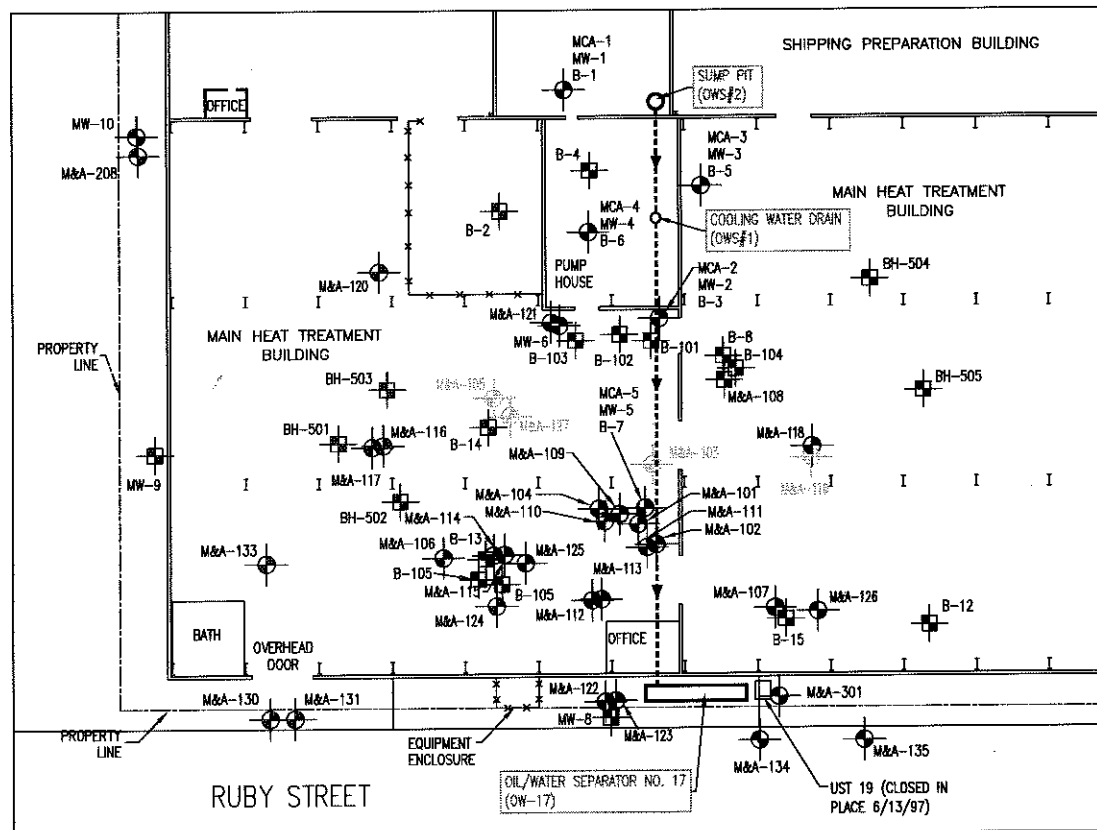 MCA-1
MW-1
B-1
SHIPPING PREPARATION BUILDING
SUMP PIT
(OWS#2)
OFFICE
MW-10
M&A-208
B-4
MCA-3
MW-3
B-5
MAIN HEAT TREATMENT
BUILDING
B-2
MCA-4
MW-4
B-6
COOLING WATER DRAIN
(OWS#1)
PUMP
HOUSE
M&A-120
MCA-2
MW-2
B-3
BH-504
M&A-121
MW-6
B-103
B-102
B-101
B-8
B-104
M&A-108
MAIN HEAT TREATMENT
BUILDING
PROPERTY
LINE
BH-503
M&A-105
MCA-5
MW-5
B-7
BH-505
BH-501
M&A-116
B-14
M&A-118
M&A-117
M&A-109
M&A-103
MW-9
M&A-104
M&A-110
M&A-101
M&A-111
M&A-102
BH-502
M&A-114
M&A-106
B-13
M&A-125
M&A-113
M&A-133
B-105
M&A-115
B-105
M&A-124
M&A-112
M&A-107
M&A-126
B-12
B-15
BATH
OVERHEAD
DOOR
OFFICE
M&A-130
M&A-131
M&A-122
M&A-301
MW-8
M&A-123
PROPERTY
LINE
EQUIPMENT
ENCLOSURE
M&A-134
M&A-135
OIL/WATER SEPARATOR NO. 17
(OW-17)
UST 19 (CLOSED IN
PLACE 6/13/97)
RUBY STREET